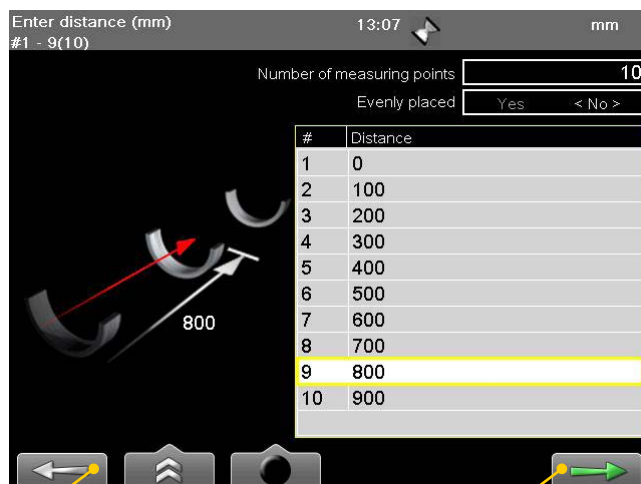 Enter distance (mm) 13:07 mm
#1 - 9(10)
Number of measuring points 10
Evenly placed Yes < No >
# Distance
1 0
2 100
3 200
4 300
5 400
6 500
7 600
8 700
9 800
10 900
800